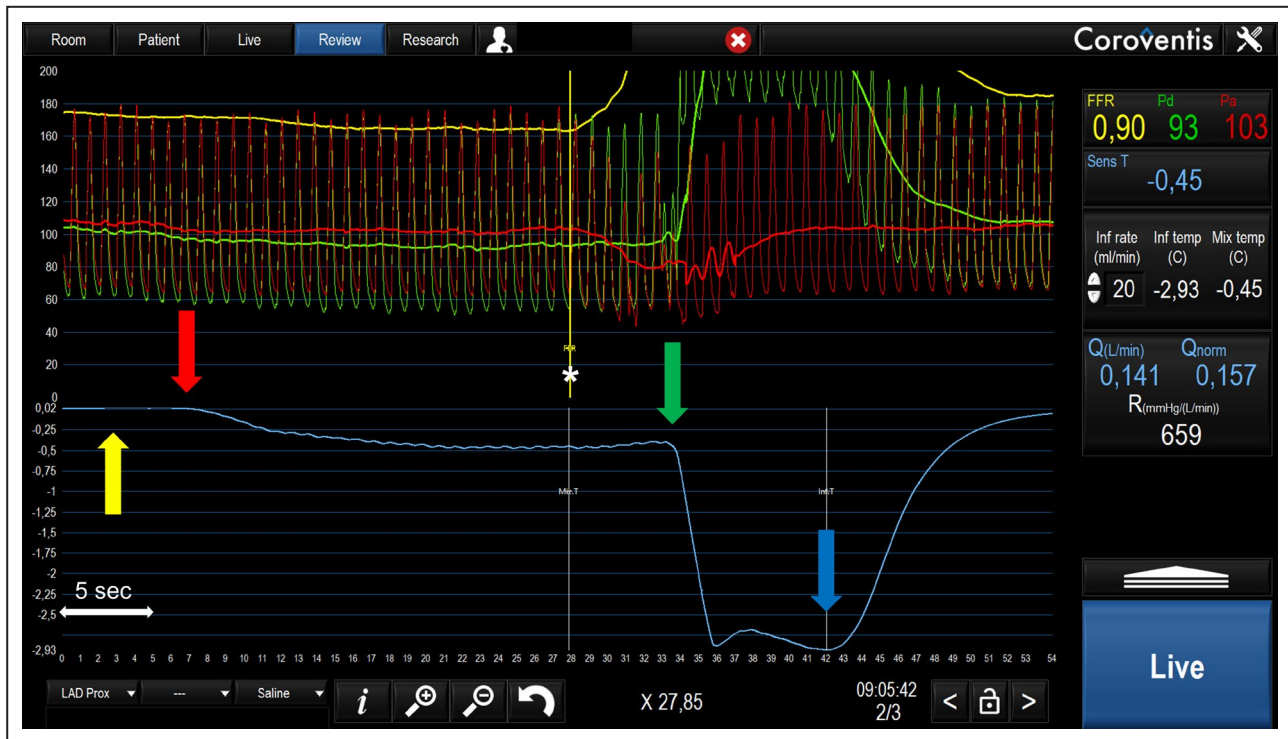 Room Patient Live Review Research Coroventis
200
180
160
140
120
100
80
60
40
20
0
FFR
*
0,02
-0,25
-0,5
-0,75
-1
-1,25
-1,5
-1,75
-2
-2,25
-2,5
-2,93
Mix.T Inf.T
5 sec
0 1 2 3 4 5 6 7 8 9 10 11 12 13 14 15 16 17 18 19 20 21 22 23 24 25 26 27 28 29 30 31 32 33 34 35 36 37 38 39 40 41 42 43 44 45 46 47 48 49 50 51 52 53 54
FFR Pd Pa
0,90 93 103
Sens T
-0,45
Inf rate Inf temp Mix temp
(ml/min) (C) (C)
20 -2,93 -0,45
Q(L/min) Qnorm
0,141 0,157
R(mmHg/(L/min))
659
LAD Prox --- Saline i X 27,85 09:05:42 < >
2/3
Live